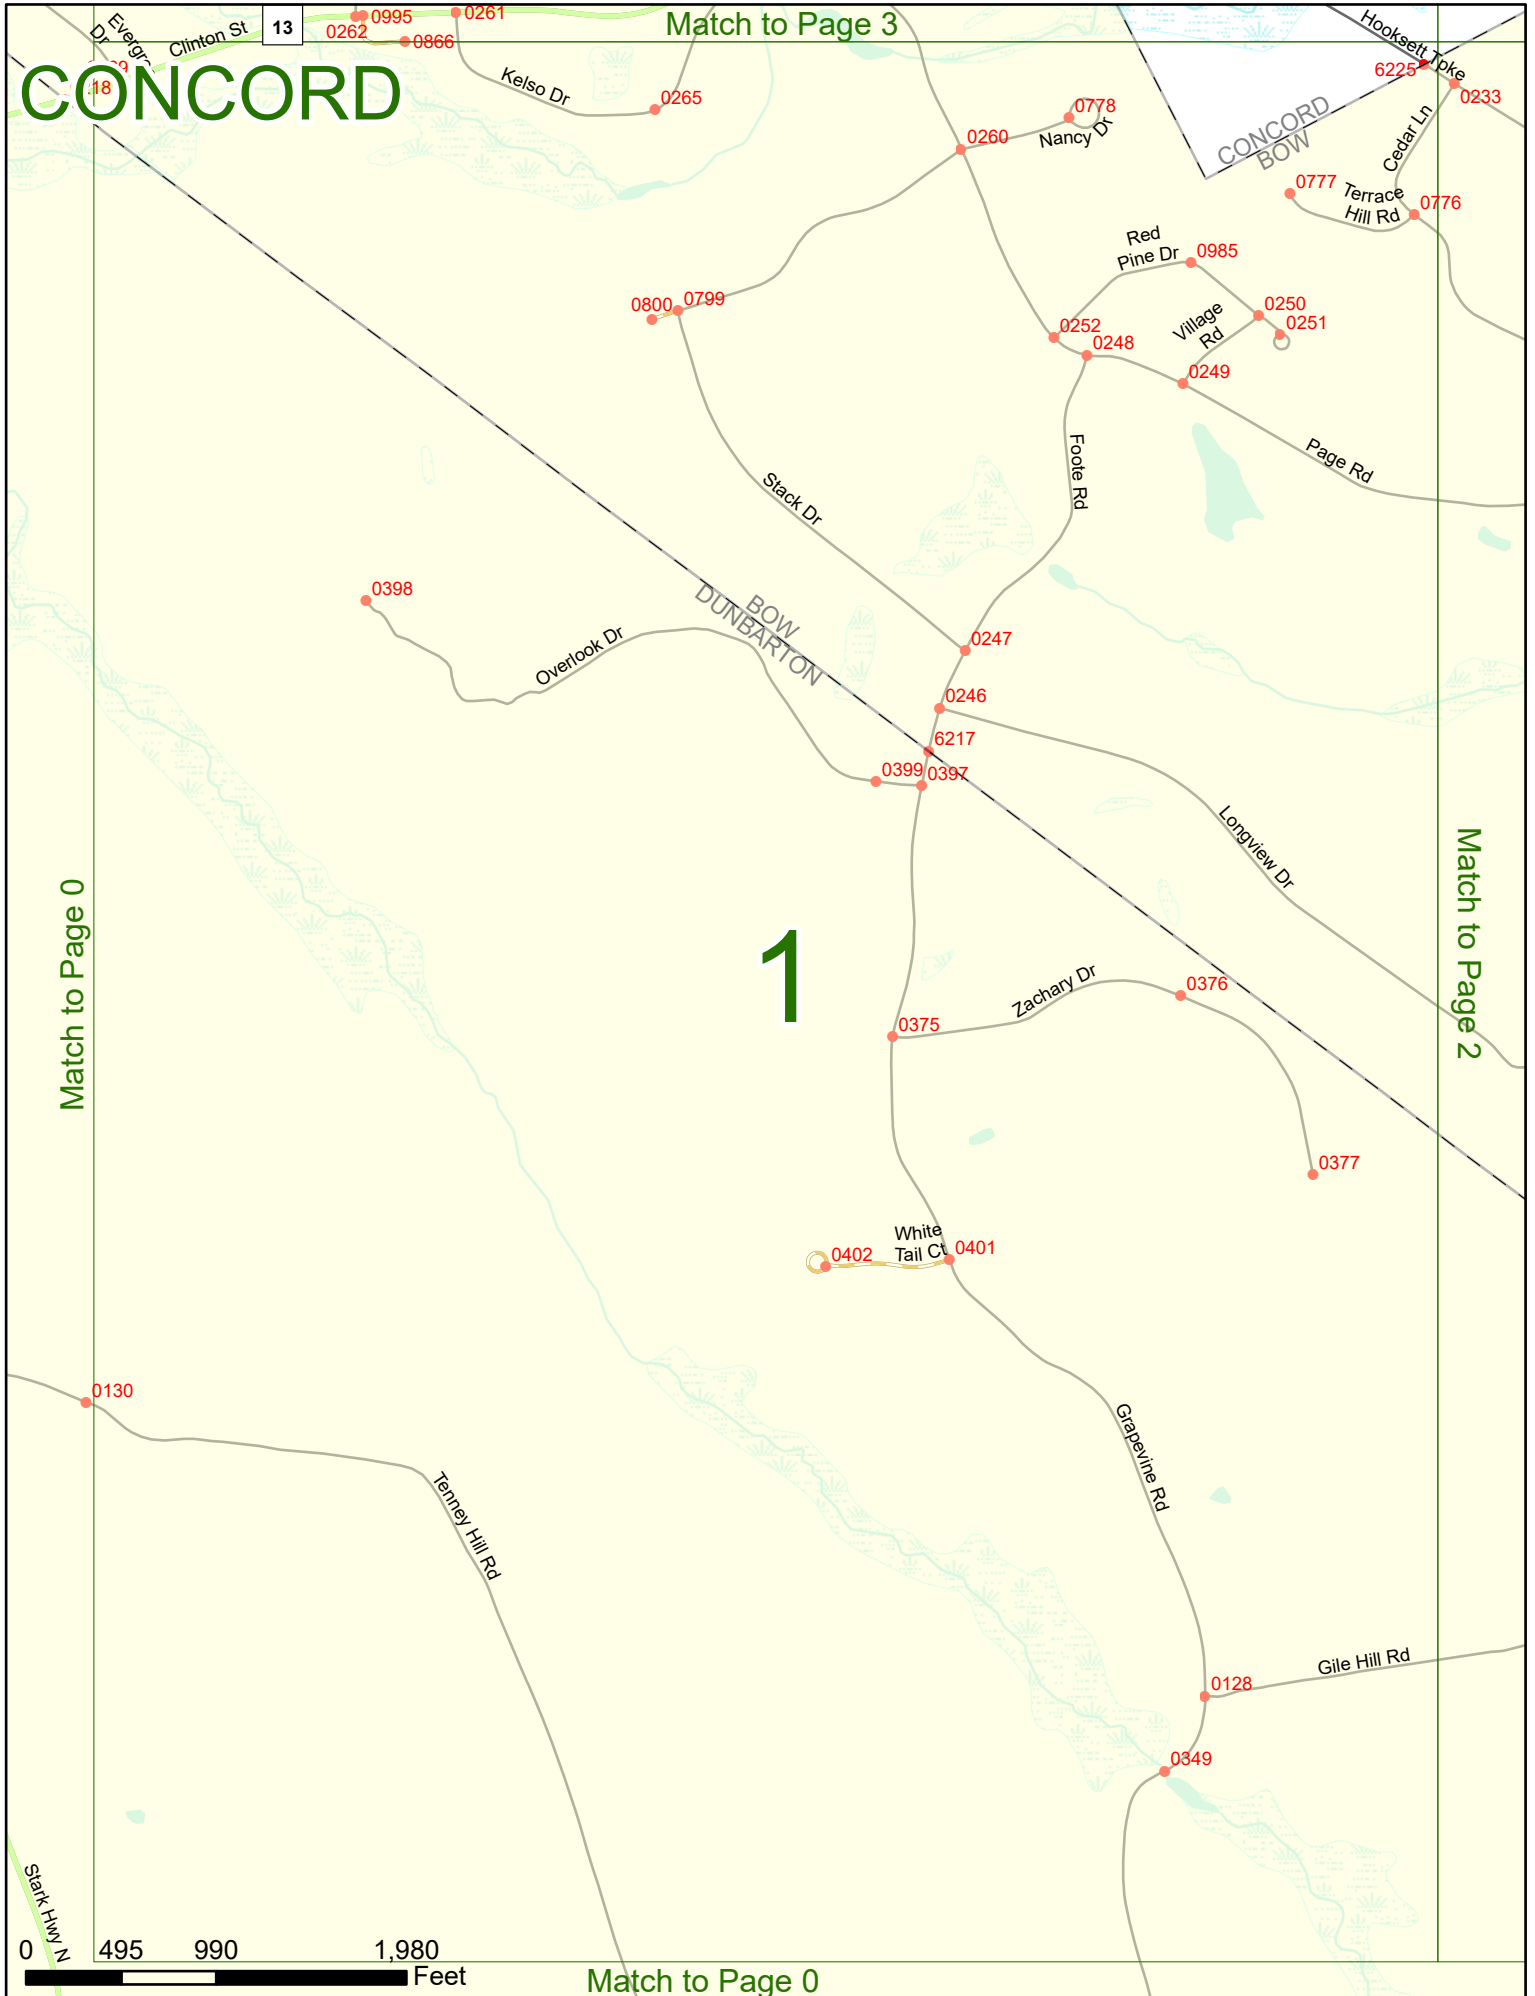 Match to Page 3
CONCORD
Clinton St
13
0995
0262
0866
0261
Kelso Dr
0265
0260
0778
Nancy Dr
Hooksett Tpke
6225
0233
Cedar Ln
CONCORD
BOW
0777
Terrace
Hill Rd
0776
Red
Pine Dr
0985
0800
0799
0252
0248
Village
Rd
0250
0251
0249
Foote Rd
Page Rd
Stack Dr
0398
Overlook Dr
BOW
DUNBARTON
0247
0246
6217
0399
0397
Longview Dr
Match to Page 0
1
Match to Page 2
Zachary Dr
0376
0375
0377
White
Tail Ct
0402
0401
0130
Grapevine Rd
Tenney Hill Rd
Gile Hill Rd
0128
0349
Stark Hwy N
0 495 990 1,980
Feet
Match to Page 0